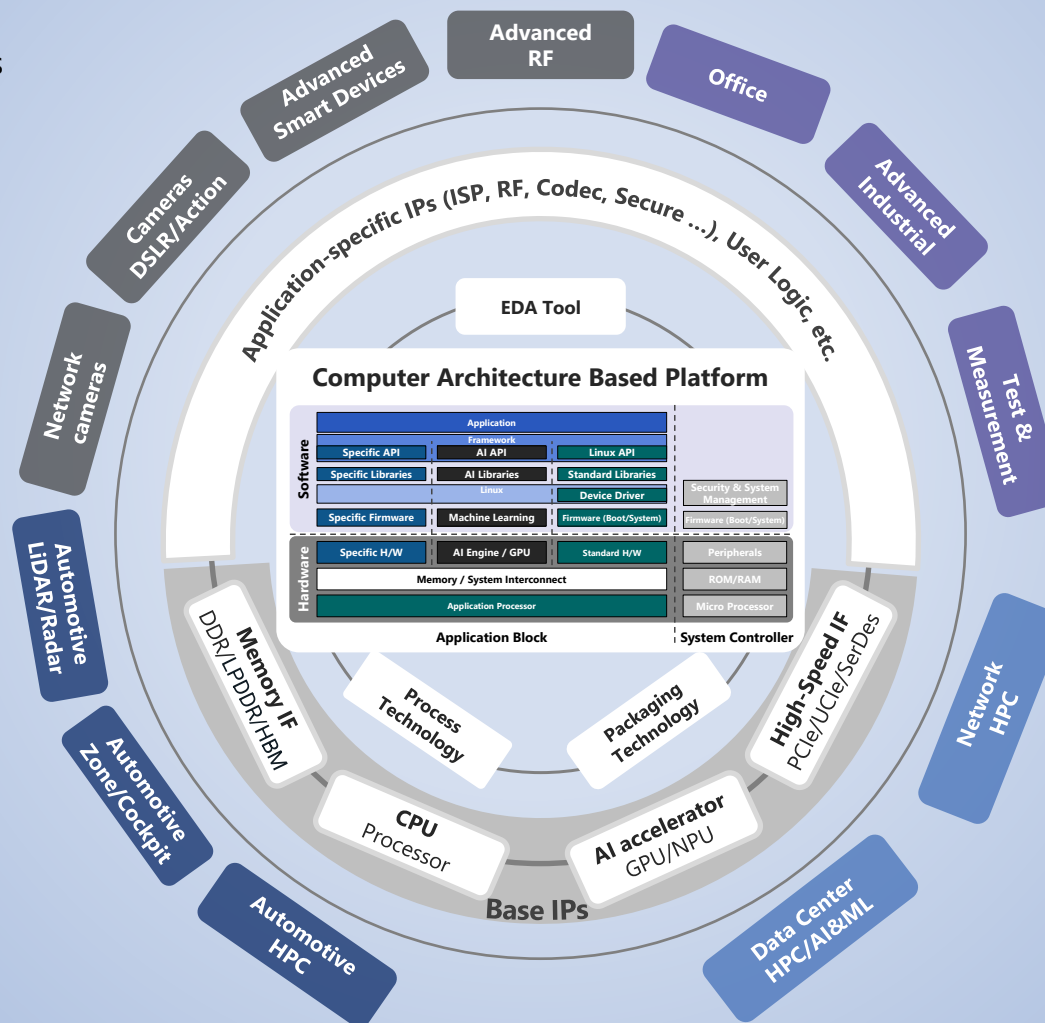 s
Advanced
RF
Advanced
Smart Devices
Office
Cameras
DSLR/Action
Advanced
Industrial
Network
cameras
Test &
Measurement
Automotive
LiDAR/Radar
Network
HPC
Automotive
Zone/Cockpit
Data Center
HPC/AI&ML
Automotive
HPC
Application-specific IPs (ISP, RF, Codec, Secure ...), User Logic, etc.
EDA Tool
Computer Architecture Based Platform
Software
Application
Framework
Specific API
AI API
Linux API
Specific Libraries
AI Libraries
Standard Libraries
Linux
Device Driver
Security & System
Management
Specific Firmware
Machine Learning
Firmware (Boot/System)
Firmware (Boot/System)
Hardware
Specific H/W
AI Engine / GPU
Standard H/W
Peripherals
Memory / System Interconnect
ROM/RAM
Application Processor
Micro Processor
Application Block
System Controller
Process
Technology
Packaging
Technology
Memory IF
DDR/LPDDR/HBM
High-Speed IF
PCIe/UCIe/SerDes
CPU
Processor
AI accelerator
GPU/NPU
Base IPs